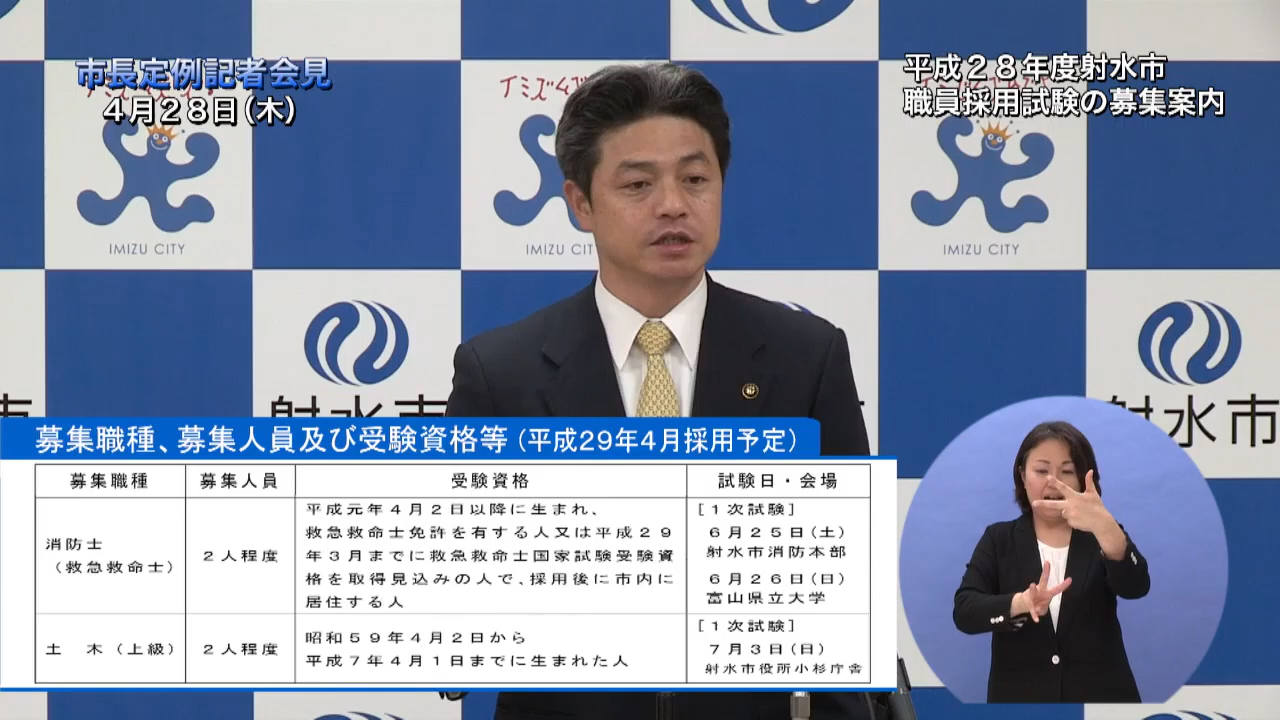 市長定例記者会見
4月28日(木)
平成28年度射水市
職員採用試験の募集案内
イミズムズ
IMIZU CITY
IMIZU CITY
IMIZU CITY
射水市
射水市
市
募集職種、募集人員及び受験資格等(平成29年4月採用予定)
募集職種 募集人員 受験資格 試験日・会場
消防士
(救急救命士)
2人程度
平成元年4月2日以降に生まれ、
救急救命士免許を有する人又は平成29
年3月までに救急救命士国家試験受験資
格を取得見込みの人で、採用後に市内に
居住する人
[1次試験]
6月25日(土)
射水市消防本部
6月26日(日)
富山県立大学
土 木(上級)
2人程度
昭和59年4月2日から
平成7年4月1日までに生まれた人
[1次試験]
7月3日(日)
射水市役所小杉庁舎